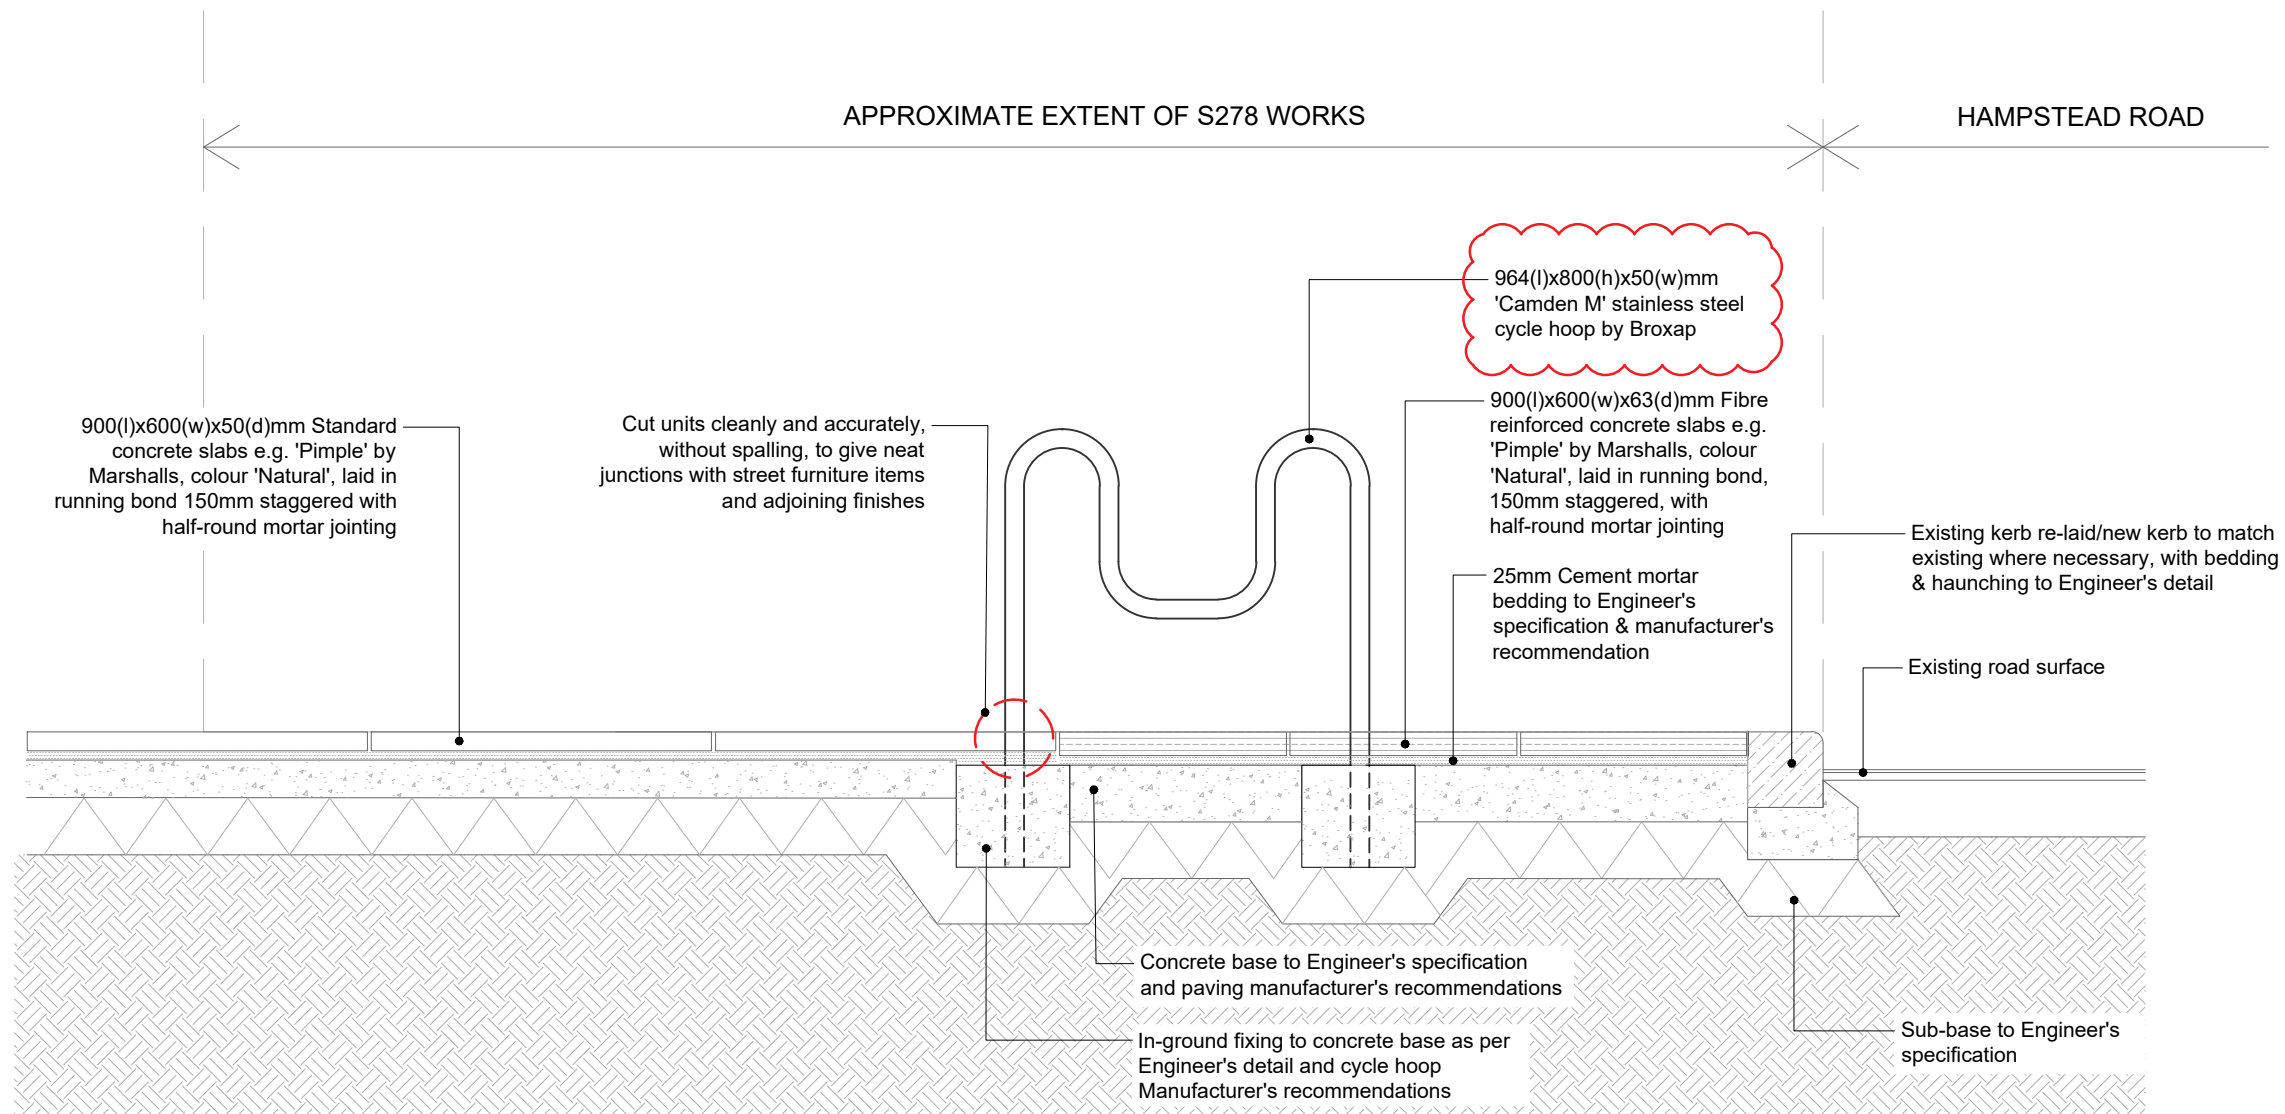 APPROXIMATE EXTENT OF S278 WORKS
HAMPSTEAD ROAD
964(l)x800(h)x50(w)mm
'Camden M' stainless steel
cycle hoop by Broxap
900(l)x600(w)x50(d)mm Standard
concrete slabs e.g. 'Pimple' by
Marshalls, colour 'Natural', laid in
running bond 150mm staggered with
half-round mortar jointing
Cut units cleanly and accurately,
without spalling, to give neat
junctions with street furniture items
and adjoining finishes
900(l)x600(w)x63(d)mm Fibre
reinforced concrete slabs e.g.
'Pimple' by Marshalls, colour
'Natural', laid in running bond,
150mm staggered, with
half-round mortar jointing
Existing kerb re-laid/new kerb to match
existing where necessary, with bedding
& haunching to Engineer's detail
25mm Cement mortar
bedding to Engineer's
specification & manufacturer's
recommendation
Existing road surface
Concrete base to Engineer's specification
and paving manufacturer's recommendations
In-ground fixing to concrete base as per
Engineer's detail and cycle hoop
Manufacturer's recommendations
Sub-base to Engineer's
specification